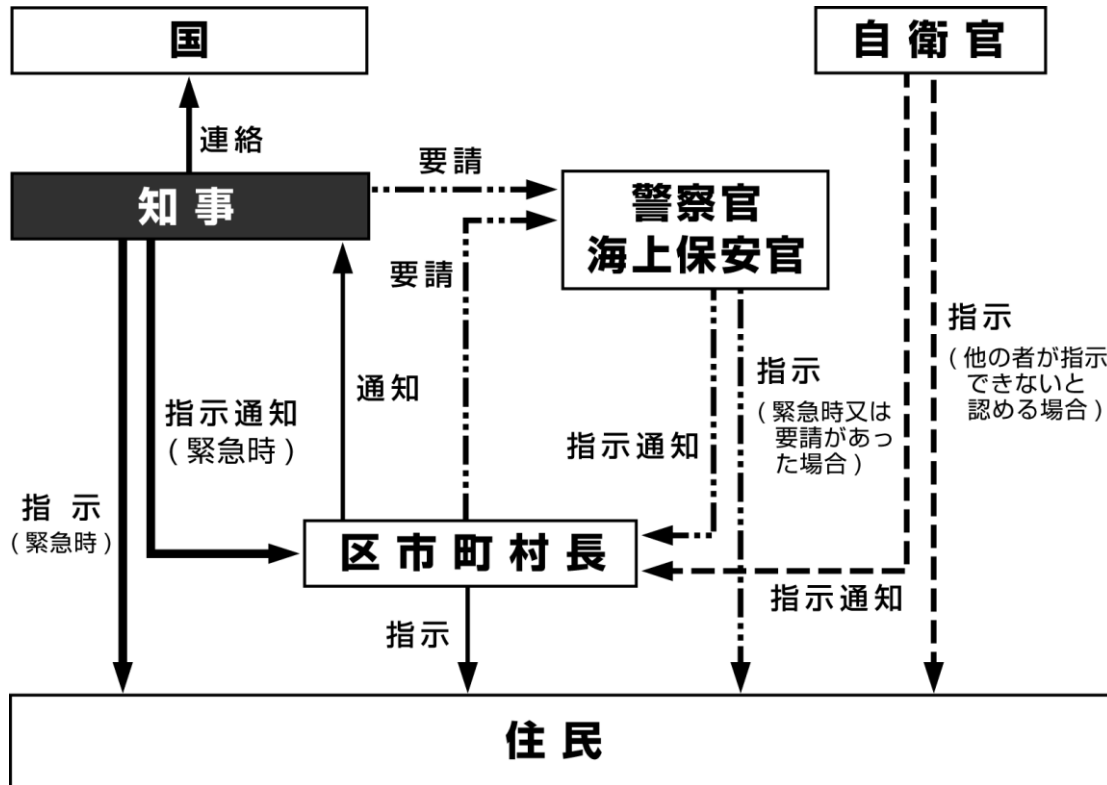 国
自衛官
連絡
要請
知事
警察官
海上保安官
要請
指示
(他の者が指示
できないと
認める場合)
通知
指示
(緊急時又は
要請があっ
た場合)
指示通知
(緊急時)
指示通知
指示
(緊急時)
区市町村長
指示通知
指示
住民